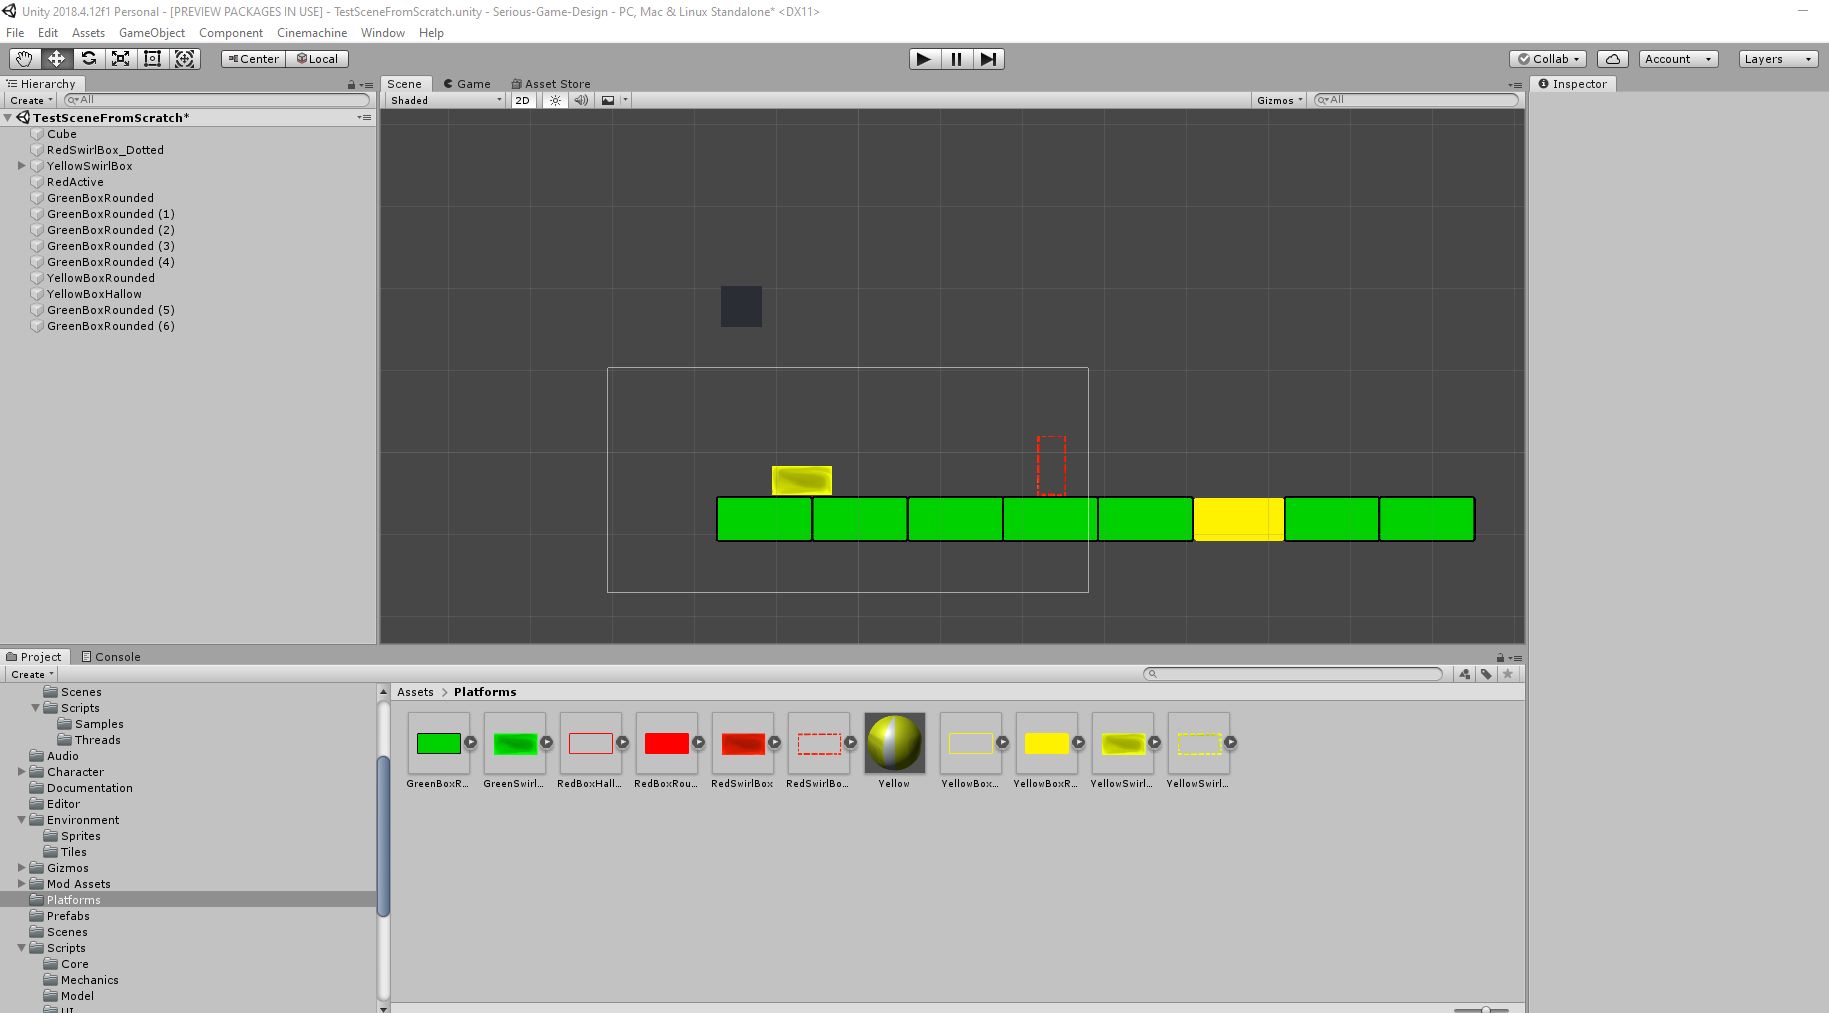 Unity 2018.4.12f1 Personal - [PREVIEW PACKAGES IN USE] - TestSceneFromScratch.unity - Serious-Game-Design - PC, Mac & Linux Standalone* <DX11>
File Edit Assets GameObject Component Cinemachine Window Help
Center Local Collab Account Layers
Hierarchy
Create All
TestSceneFromScratch*
Cube
RedSwirlBox_Dotted
YellowSwirlBox
RedActive
GreenBoxRounded
GreenBoxRounded (1)
GreenBoxRounded (2)
GreenBoxRounded (3)
GreenBoxRounded (4)
YellowBoxRounded
YellowBoxHallow
GreenBoxRounded (5)
GreenBoxRounded (6)
Scene Game Asset Store
Shaded 2D Gizmos All
Inspector
Project Console
Create
Scenes
Scripts
Samples
Threads
Audio
Character
Documentation
Editor
Environment
Sprites
Tiles
Gizmos
Mod Assets
Platforms
Prefabs
Scenes
Scripts
Core
Mechanics
Model
UI
Assets > Platforms
GreenBoxR... GreenSwirl... RedBoxHall... RedBoxRou... RedSwirlBox RedSwirlBo... Yellow YellowBox... YellowBoxR... YellowSwirl... YellowSwirl...